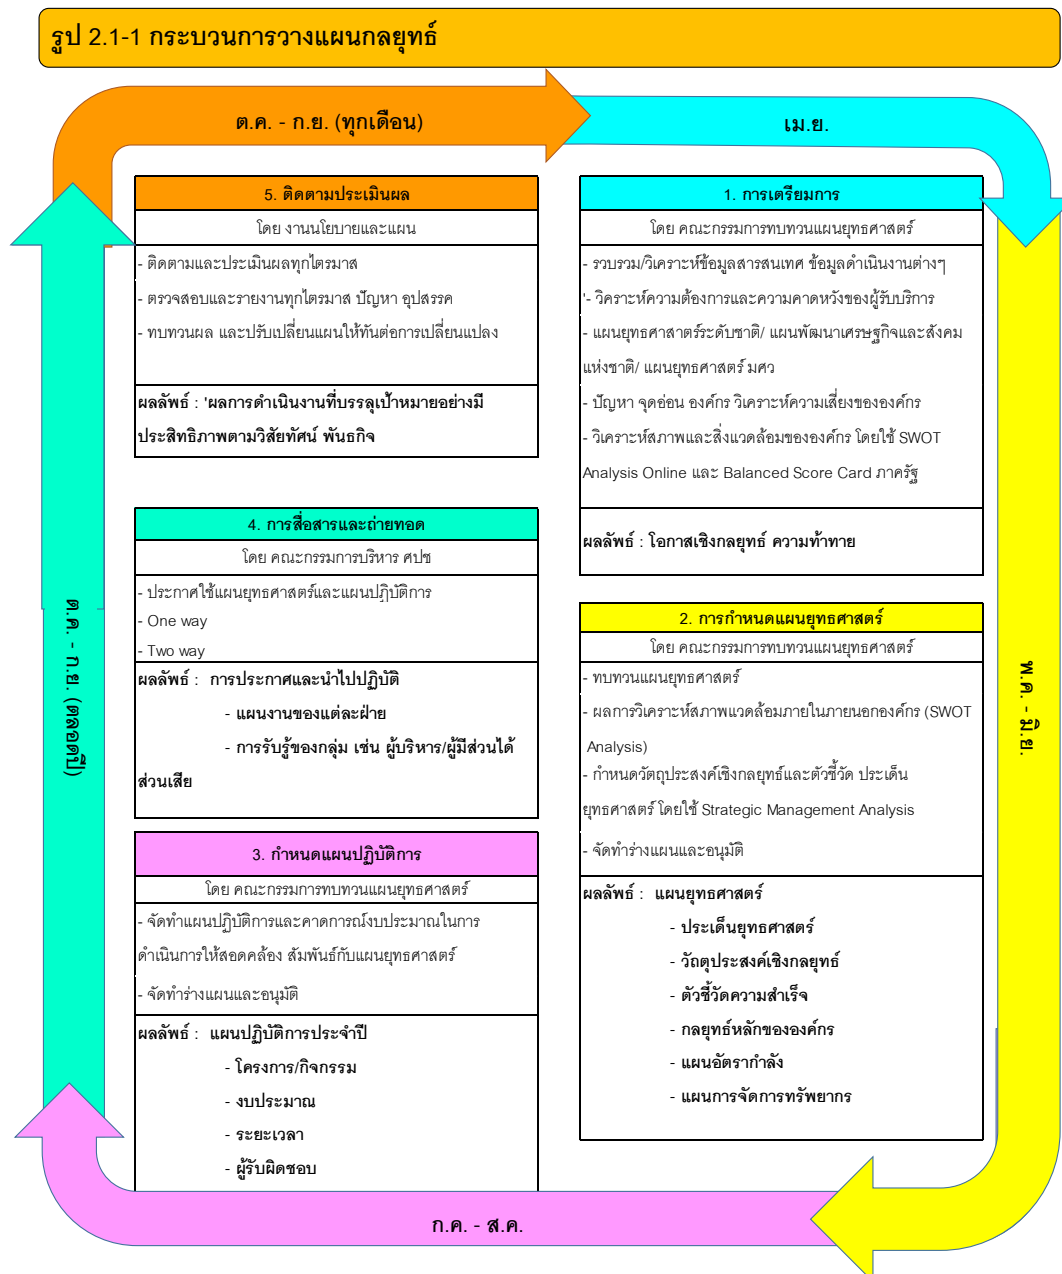 รูป 2.1-1 กระบวนการวางแผนกลยุทธ์
ต.ค. - ก.ย. (ทุกเดือน)
เม.ย.
5. ติดตามประเมินผล
โดย งานนโยบายและแผน
- ติดตามและประเมินผลทุกไตรมาส
- ตรวจสอบและรายงานทุกไตรมาส ปัญหา อุปสรรค
- ทบทวนผล และปรับเปลี่ยนแผนให้ทันต่อการเปลี่ยนแปลง
ผลลัพธ์ : 'ผลการดำเนินงานที่บรรลุเป้าหมายอย่างมี
ประสิทธิภาพตามวิสัยทัศน์ พันธกิจ
1. การเตรียมการ
โดย คณะกรรมการทบทวนแผนยุทธศาสตร์
- รวบรวม/วิเคราะห์ข้อมูลสารสนเทศ ข้อมูลดำเนินงานต่างๆ
'- วิคราะห์ความต้องการและความคาดหวังของผู้รับบริการ
- แผนยุทธศาสาตร์ระดับชาติ/ แผนพัฒนาเศรษฐกิจและสังคม
แห่งชาติ/ แผนยุทธศาสตร์ มศว
- ปัญหา จุดอ่อน องค์กร วิเคราะห์ความเสี่ยงขององค์กร
- วิเคราะห์สภาพและสิ่งแวดล้อมขององค์กร โดยใช้ SWOT
Analysis Online และ Balanced Score Card ภาครัฐ
ผลลัพธ์ : โอกาสเชิงกลยุทธ์ ความท้าทาย
4. การสื่อสารและถ่ายทอด
โดย คณะกรรมการบริหาร ศปช
- ประกาศใช้แผนยุทธศาสตร์และแผนปฏิบัติการ
- One way
- Two way
ผลลัพธ์ : การประกาศและนำไปปฏิบัติ
- แผนงานของแต่ละฝ่าย
- การรับรู้ของกลุ่ม เช่น ผู้บริหาร/ผู้มีส่วนได้
ส่วนเสีย
2. การกำหนดแผนยุทธศาสตร์
โดย คณะกรรมการทบทวนแผนยุทธศาสตร์
- ทบทวนแผนยุทธศาสตร์
- ผลการวิเคราะห์สภาพแวดล้อมภายในภายนอกองค์กร (SWOT
Analysis)
- กำหนดวัตถุประสงค์เชิงกลยุทธ์และตัวชี้วัด ประเด็น
ยุทธศาสตร์ โดยใช้ Strategic Management Analysis
- จัดทำร่างแผนและอนุมัติ
ผลลัพธ์ : แผนยุทธศาสตร์
- ประเด็นยุทธศาสตร์
- วัถตุประสงค์เชิงกลยุทธ์
- ตัวชี้วัดความสำเร็จ
- กลยุทธ์หลักขององค์กร
- แผนอัตรากำลัง
- แผนการจัดการทรัพยากร
3. กำหนดแผนปฏิบัติการ
โดย คณะกรรมการทบทวนแผนยุทธศาสตร์
- จัดทำแผนปฏิบัติการและคาดการณ์งบประมาณในการ
ดำเนินการให้สอดคล้อง สัมพันธ์กับแผนยุทธศาสตร์
- จัดทำร่างแผนและอนุมัติ
ผลลัพธ์ : แผนปฏิบัติการประจำปี
- โครงการ/กิจกรรม
- งบประมาณ
- ระยะเวลา
- ผู้รับผิดชอบ
ต.ค. - ก.ย. (ตลอดปี)
พ.ค. - มิ.ย.
ก.ค. - ส.ค.